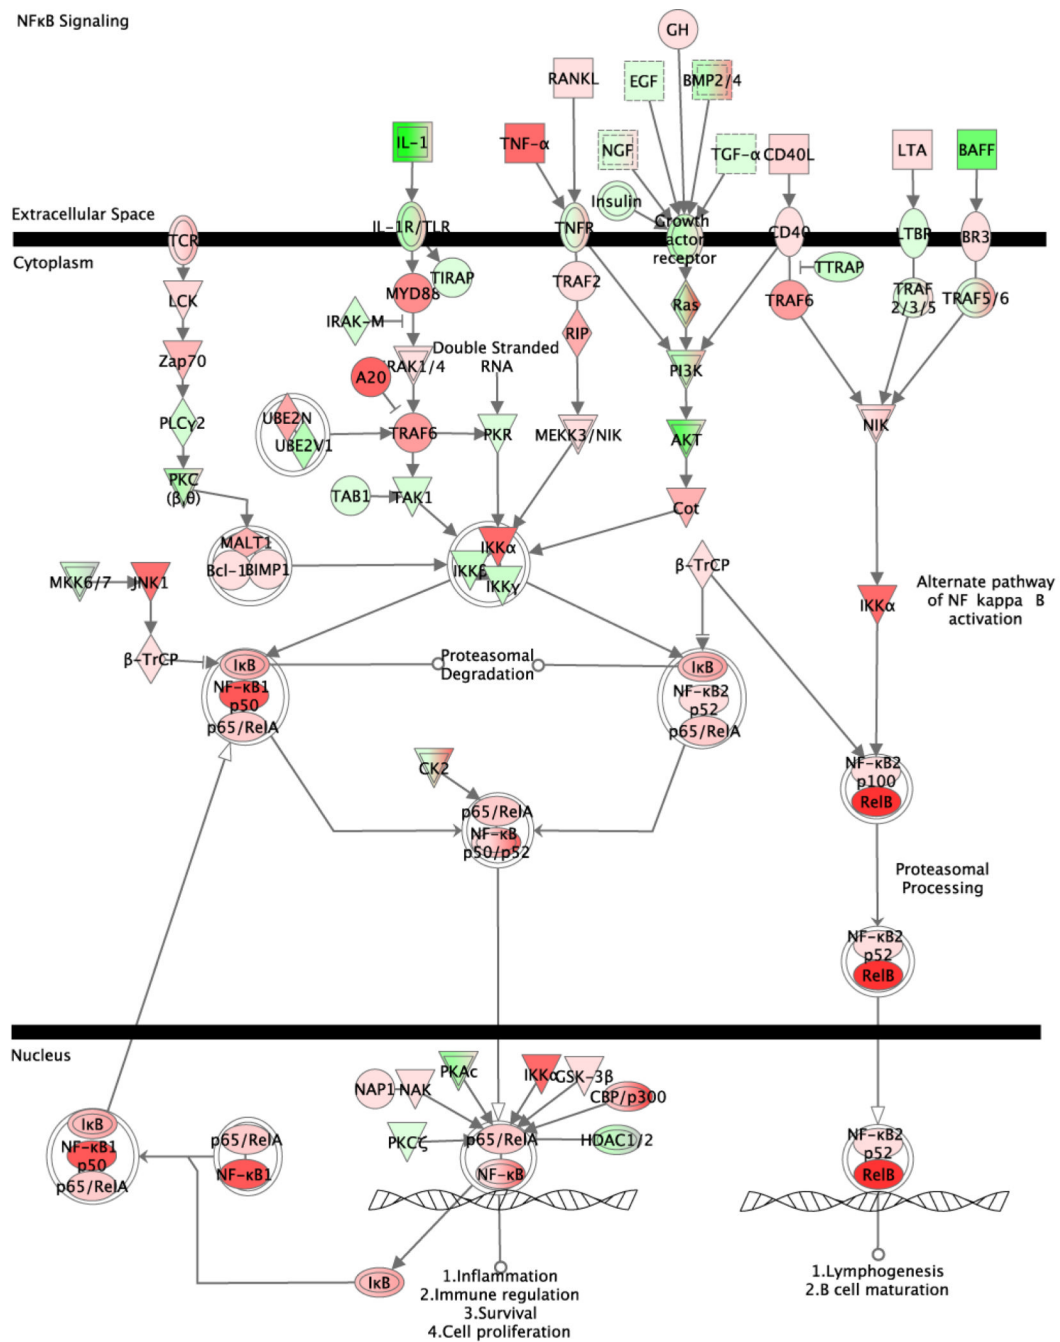 NFκB Signaling
GH
RANKL
EGF
BMP2/4
IL-1
TNF-α
NGF
TGF-α
CD40L
LTA
BAFF
Insulin
Extracellular Space
TCR
IL-1R/TLR
TNFR
Growth
factor
receptor
CD40
LTBR
BR3
Cytoplasm
TIRAP
TTRAP
LCK
MYD88
TRAF2
Ras
TRAF6
TRAF
2/3/5
TRAF5/6
IRAK-M
RIP
Zap70
A20
IRAK1/4
Double Stranded
RNA
PI3K
PLCγ2
UBE2N
UBE2V1
TRAF6
PKR
MEKK3/NIK
AKT
NIK
PKC
(β,θ)
TAB1
TAK1
Cot
MALT1
Bcl-1
BIMP1
IKKα
IKKβ
IKKγ
β-TrCP
MKK6/7
JNK1
IKKα
Alternate pathway
of NF kappa B
activation
β-TrCP
IκB
NF-κB1
p50
p65/RelA
Proteasomal
Degradation
IκB
NF-κB2
p52
p65/RelA
CK2
NF-κB2
p100
RelB
p65/RelA
NF-κB
p50/p52
Proteasomal
Processing
NF-κB2
p52
RelB
Nucleus
PKAc
IKKα
GSK-3β
NAP1
NAK
CBP/p300
PKCζ
p65/RelA
HDAC1/2
NF-κB
IκB
NF-κB1
p50
p65/RelA
p65/RelA
NF-κB1
NF-κB2
p52
RelB
IκB
1.Inflammation
2.Immune regulation
3.Survival
4.Cell proliferation
1.Lymphogenesis
2.B cell maturation